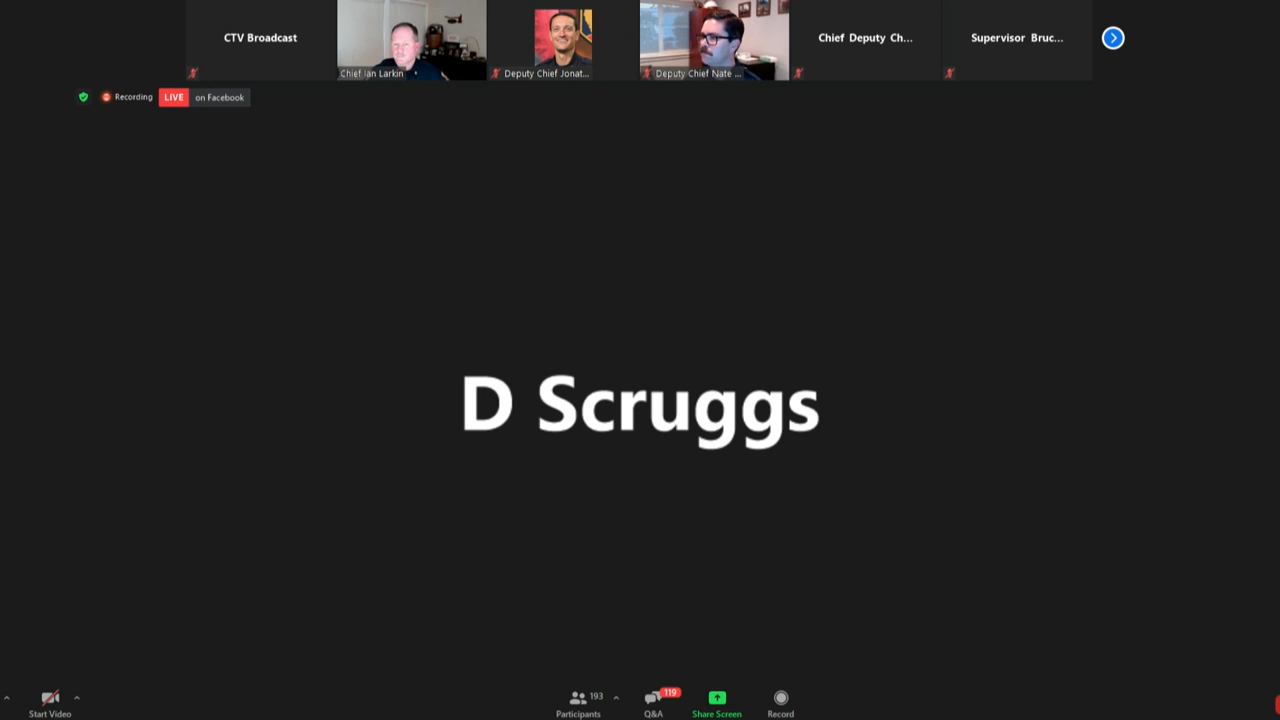 CTV Broadcast
Chief Ian Larkin
Deputy Chief Jonat...
Deputy Chief Nate ...
Chief Deputy Ch...
Supervisor Bruc...
Recording
LIVE
on Facebook
D Scruggs
Start Video
193
Participants
119
Q&A
Share Screen
Record